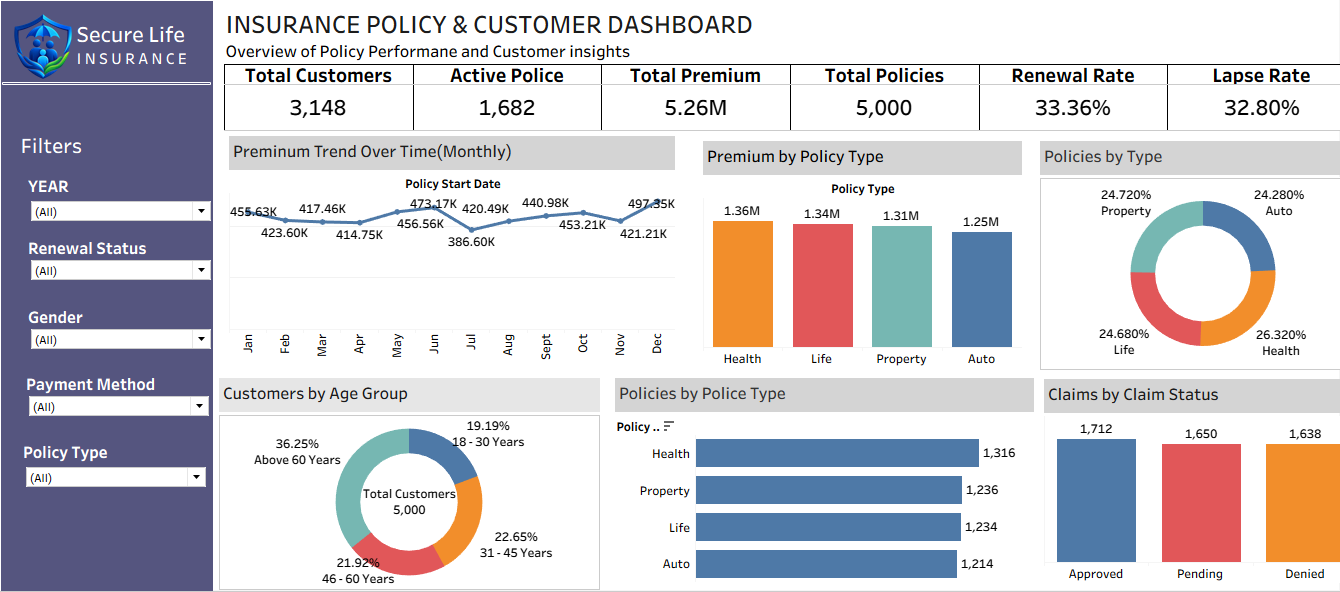 Secure Life
INSURANCE
Filters
YEAR
(All)
Renewal Status
(All)
Gender
(All)
Payment Method
(All)
Policy Type
(All)
INSURANCE POLICY & CUSTOMER DASHBOARD
Overview of Policy Performane and Customer insights
Total Customers
3,148
Active Police
1,682
Total Premium
5.26M
Total Policies
5,000
Renewal Rate
33.36%
Lapse Rate
32.80%
Preminum Trend Over Time(Monthly)
Policy Start Date
455.63K
423.60K
417.46K
414.75K
456.56K
473.17K
386.60K
420.49K
440.98K
453.21K
421.21K
497.35K
Jan
Feb
Mar
Apr
May
Jun
Jul
Aug
Sept
Oct
Nov
Dec
Premium by Policy Type
Policy Type
1.36M
1.34M
1.31M
1.25M
Health
Life
Property
Auto
Policies by Type
24.720%
Property
24.280%
Auto
24.680%
Life
26.320%
Health
Customers by Age Group
36.25%
Above 60 Years
19.19%
18 - 30 Years
Total Customers
5,000
22.65%
31 - 45 Years
21.92%
46 - 60 Years
Policies by Police Type
Policy ..
Health 1,316
Property 1,236
Life 1,234
Auto 1,214
Claims by Claim Status
1,712
1,650
1,638
Approved
Pending
Denied